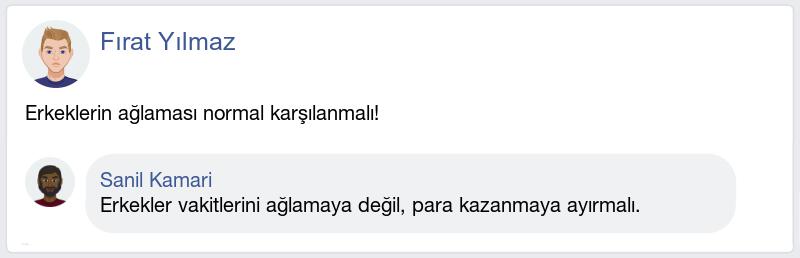 Fırat Yılmaz
Erkeklerin ağlaması normal karşılanmalı!
Sanil Kamari
Erkekler vakitlerini ağlamaya değil, para kazanmaya ayırmalı.